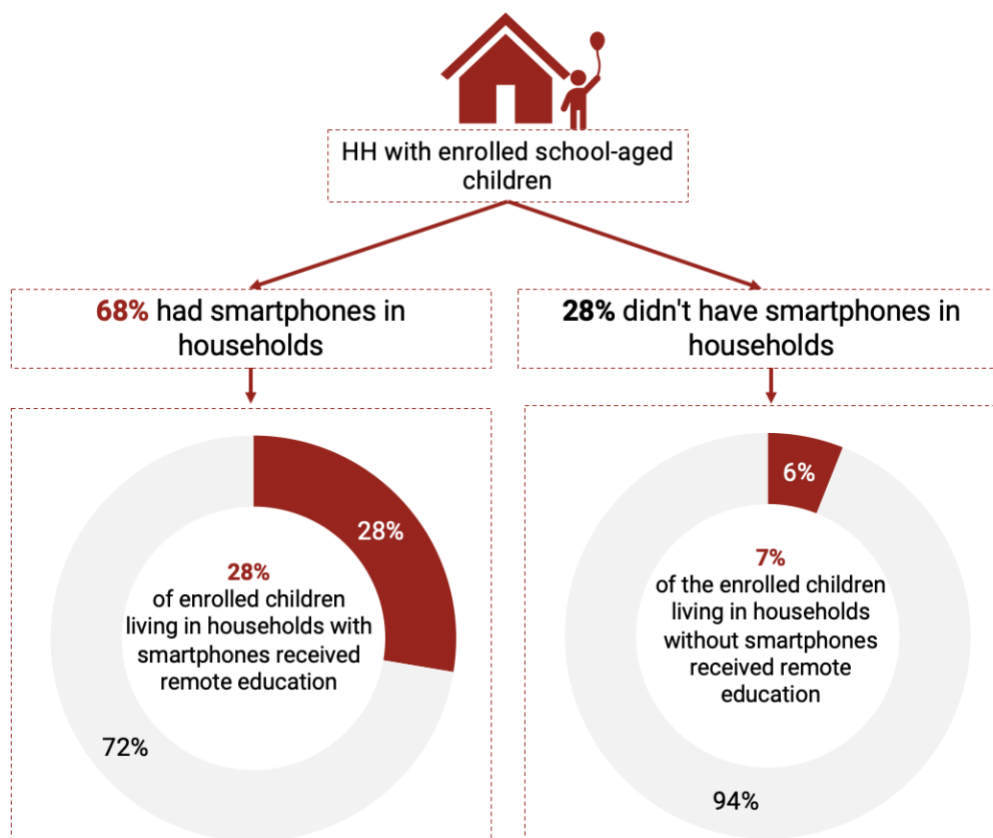 HH with enrolled school-aged
children
68% had smartphones in
households
28% didn't have smartphones in
households
28%
28%
of enrolled children
living in households with
smartphones received
remote education
72%
6%
7%
of the enrolled children
living in households
without smartphones
received remote
education
94%